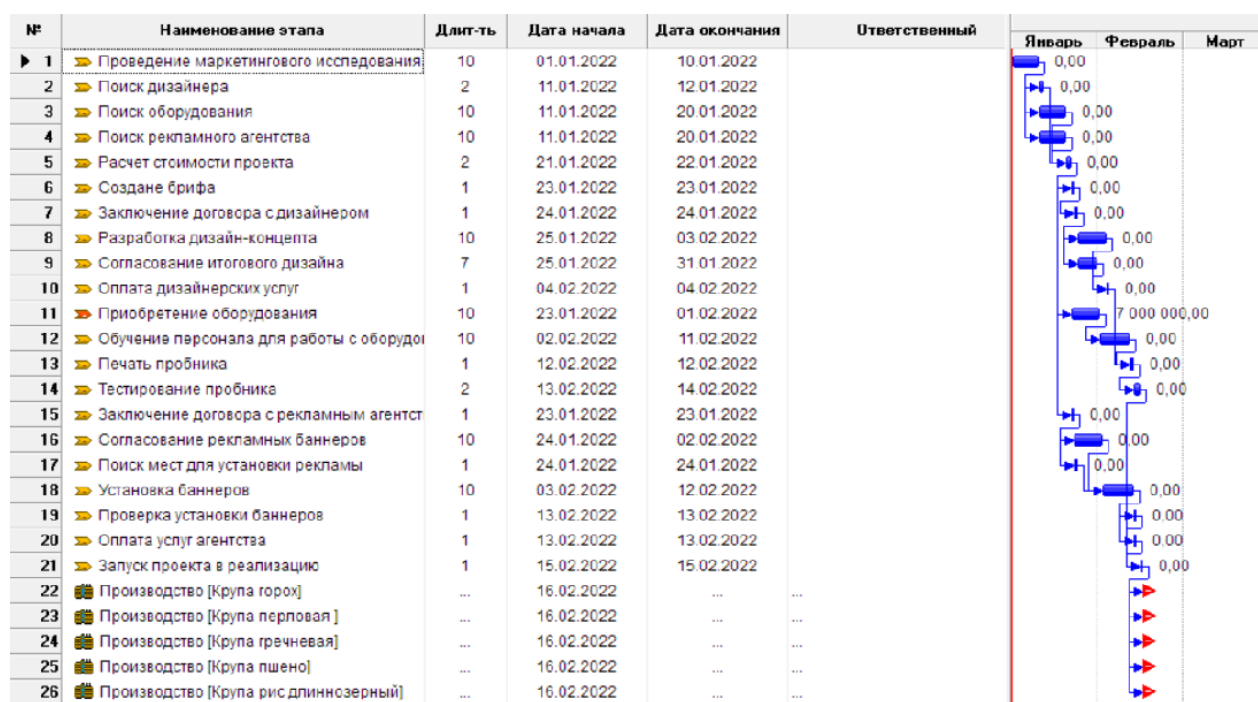 № Наименование этапа Длит-ть Дата начала Дата окончания Ответственный
Январь Февраль Март
1 Проведение маркетингового исследования 10 01.01.2022 10.01.2022 0,00
2 Поиск дизайнера 2 11.01.2022 12.01.2022 0,00
3 Поиск оборудования 10 11.01.2022 20.01.2022 0,00
4 Поиск рекламного агентства 10 11.01.2022 20.01.2022 0,00
5 Расчет стоимости проекта 2 21.01.2022 22.01.2022 0,00
6 Создане брифа 1 23.01.2022 23.01.2022 0,00
7 Заключение договора с дизайнером 1 24.01.2022 24.01.2022 0,00
8 Разработка дизайн-концепта 10 25.01.2022 03.02.2022 0,00
9 Согласование итогового дизайна 7 25.01.2022 31.01.2022 0,00
10 Оплата дизайнерских услуг 1 04.02.2022 04.02.2022 0,00
11 Приобретение оборудования 10 23.01.2022 01.02.2022 7 000 000,00
12 Обучение персонала для работы с оборудо 10 02.02.2022 11.02.2022 0,00
13 Печать пробника 1 12.02.2022 12.02.2022 0,00
14 Тестирование пробника 2 13.02.2022 14.02.2022 0,00
15 Заключение договора с рекламным агентст 1 23.01.2022 23.01.2022 0,00
16 Согласование рекламных баннеров 10 24.01.2022 02.02.2022 0,00
17 Поиск мест для установки рекламы 1 24.01.2022 24.01.2022 0,00
18 Установка баннеров 10 03.02.2022 12.02.2022 0,00
19 Проверка установки баннеров 1 13.02.2022 13.02.2022 0,00
20 Оплата услуг агентства 1 13.02.2022 13.02.2022 0,00
21 Запуск проекта в реализацию 1 15.02.2022 15.02.2022 0,00
22 Производство [Крупа горох] ... 16.02.2022 ... ...
23 Производство [Крупа перловая ] ... 16.02.2022 ... ...
24 Производство [Крупа гречневая] ... 16.02.2022 ... ...
25 Производство [Крупа пшено] ... 16.02.2022 ... ...
26 Производство [Крупа рис длиннозерный] ... 16.02.2022 ... ...